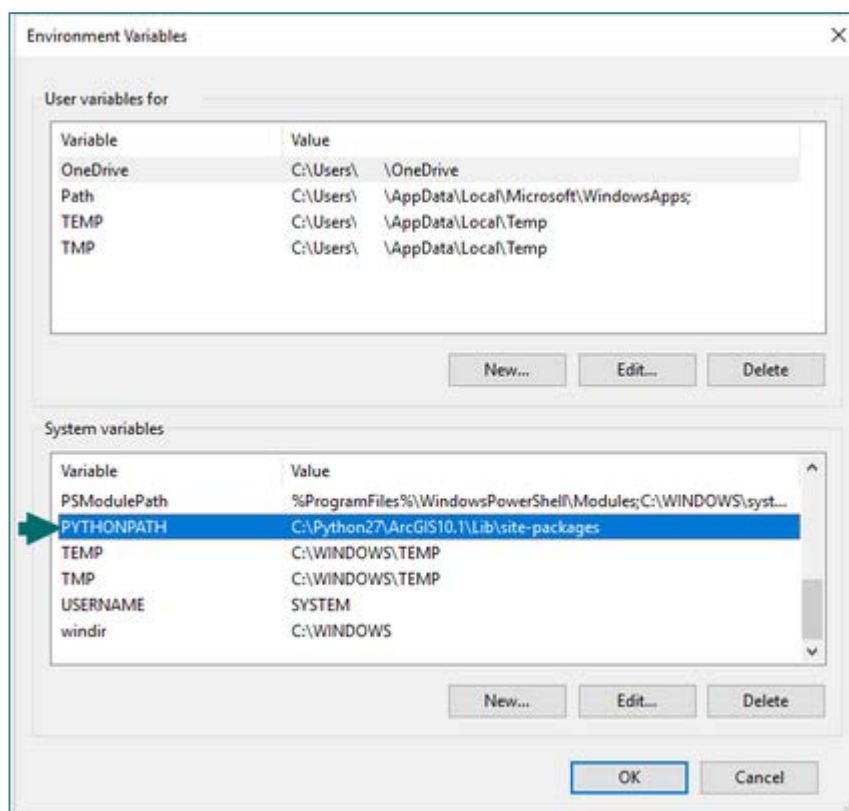 Environment Variables
User variables for
Variable Value
OneDrive C:\Users\ \OneDrive
Path C:\Users\ \AppData\Local\Microsoft\WindowsApps;
TEMP C:\Users\ \AppData\Local\Temp
TMP C:\Users\ \AppData\Local\Temp
New... Edit... Delete
System variables
Variable Value
PSModulePath %ProgramFiles%\WindowsPowerShell\Modules;C:\WINDOWS\syst...
PYTHONPATH C:\Python27\ArcGIS10.1\Lib\site-packages
TEMP C:\WINDOWS\TEMP
TMP C:\WINDOWS\TEMP
USERNAME SYSTEM
windir C:\WINDOWS
New... Edit... Delete
OK Cancel